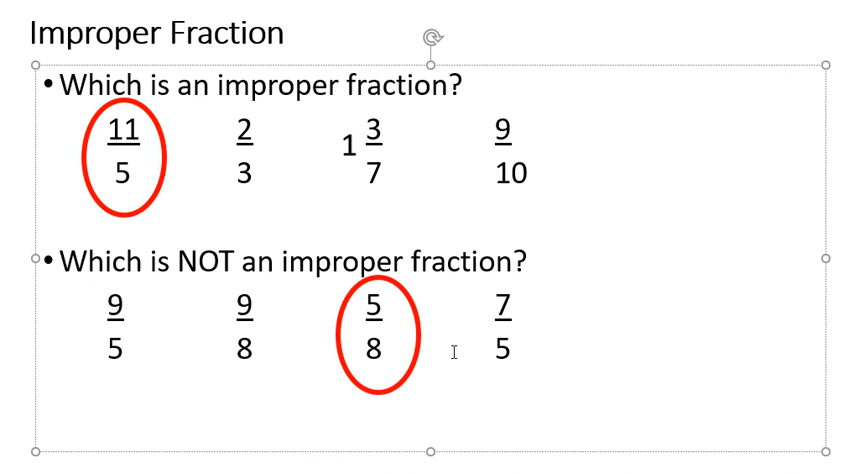 Improper Fraction
• Which is an improper fraction?
11 2 3 9
1
5 3 7 10
• Which is NOT an improper fraction?
9 9 5 7
5 8 8 5